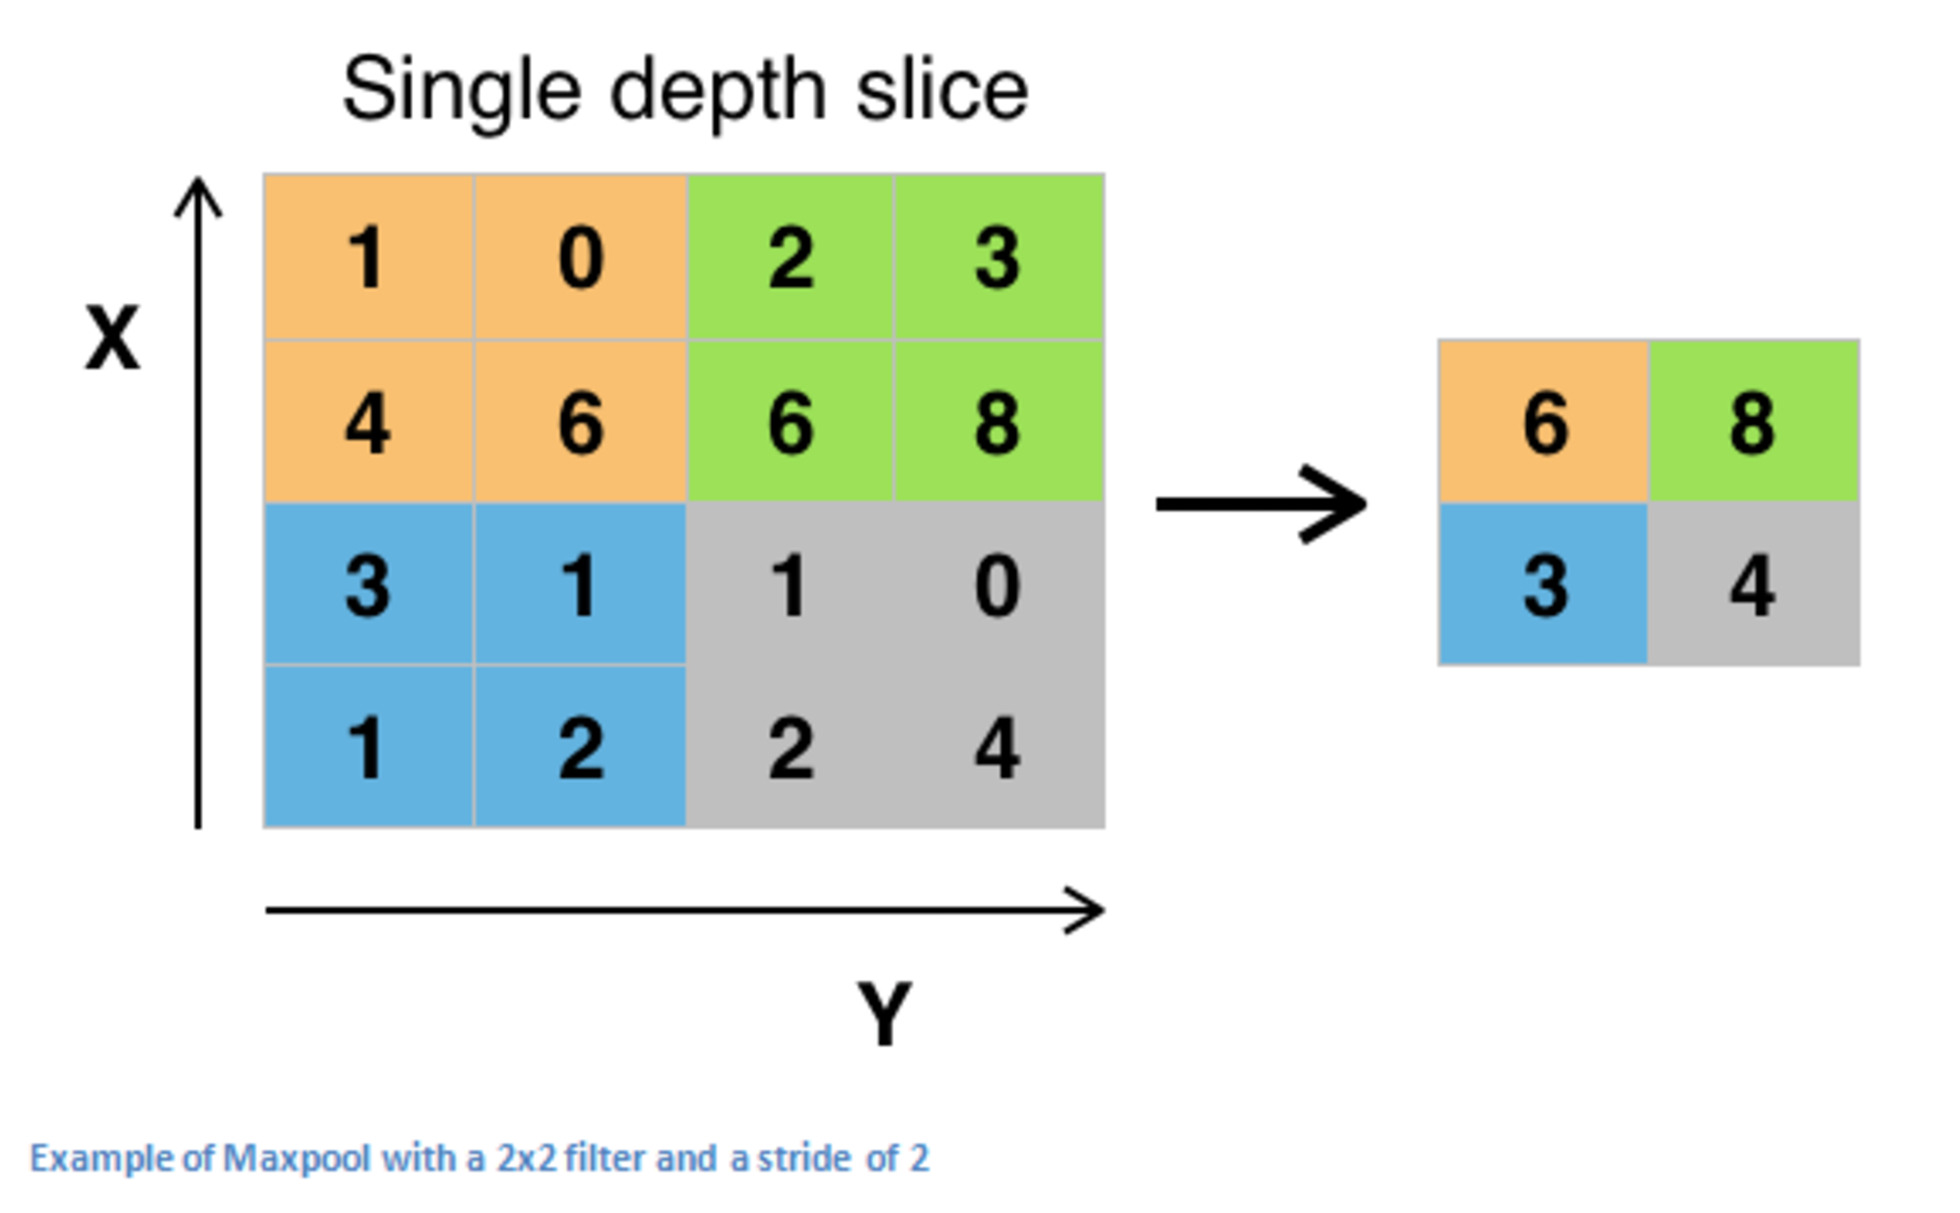 Single depth slice
X
1 0 2 3
4 6 6 8
3 1 1 0
1 2 2 4
6 8
3 4
Y
Example of Maxpool with a 2x2 filter and a stride of 2